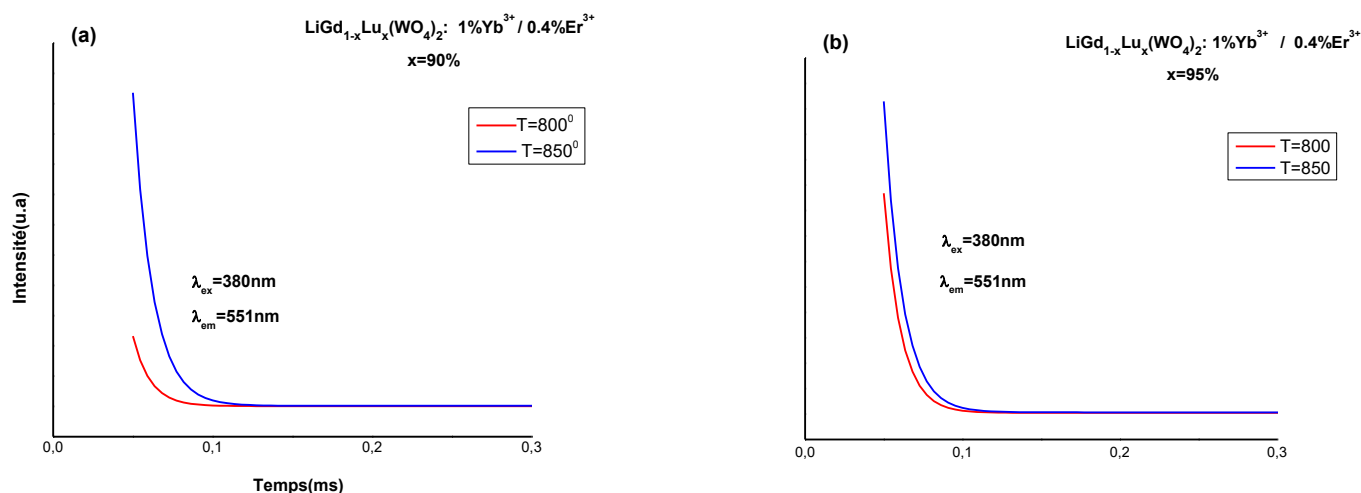 (a)
LiGd1-xLux(WO4)2: 1%Yb3+ / 0.4%Er3+
x=90%
T=800⁰
T=850⁰
Intensité(u.a)
λex=380nm
λem=551nm
0,0 0,1 0,2 0,3
Temps(ms)
(b)
LiGd1-xLux(WO4)2: 1%Yb3+ / 0.4%Er3+
x=95%
T=800
T=850
λex=380nm
λem=551nm
0,0 0,1 0,2 0,3